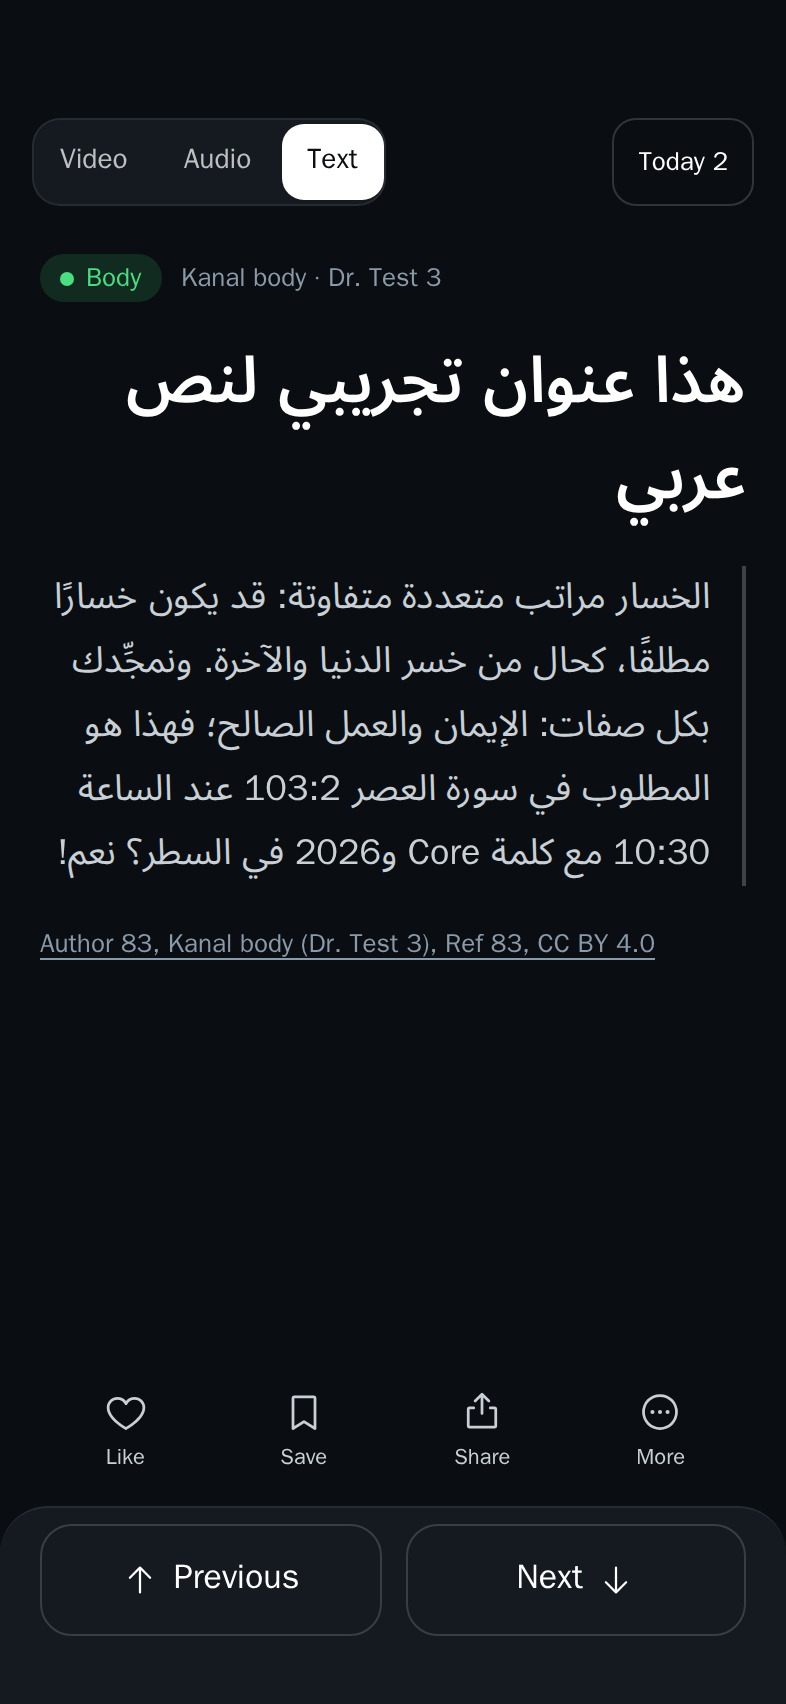 Video
Audio
Text
Today 2
Body
Kanal body · Dr. Test 3
هذا عنوان تجريبي لنص
عربي
الخسار مراتب متعددة متفاوتة: قد يكون خسارًا
مطلقًا، كحال من خسر الدنيا والآخرة. ونمجِّدك
بكل صفات: الإيمان والعمل الصالح؛ فهذا هو
المطلوب في سورة العصر 103:2 عند الساعة
10:30 مع كلمة Core و2026 في السطر؟ نعم!
Author 83, Kanal body (Dr. Test 3), Ref 83, CC BY 4.0
Like
Save
Share
More
Previous
Next